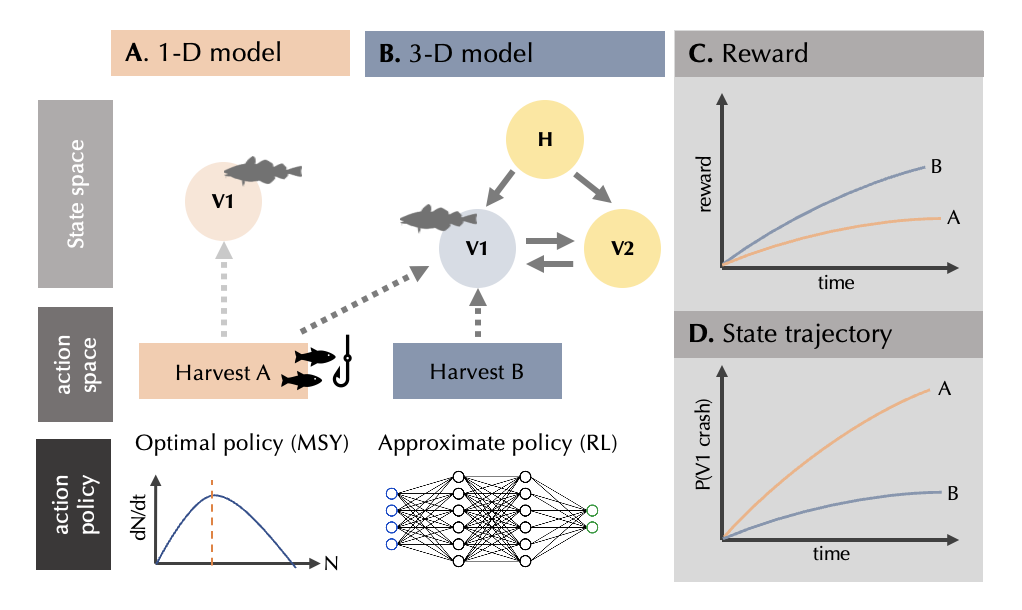 A. 1-D model
B. 3-D model
C. Reward
State space
V1
H
V1
V2
reward
B
A
time
action
space
Harvest A
Harvest B
D. State trajectory
P(V1 crash)
A
B
time
action
policy
Optimal policy (MSY)
Approximate policy (RL)
dN/dt
N